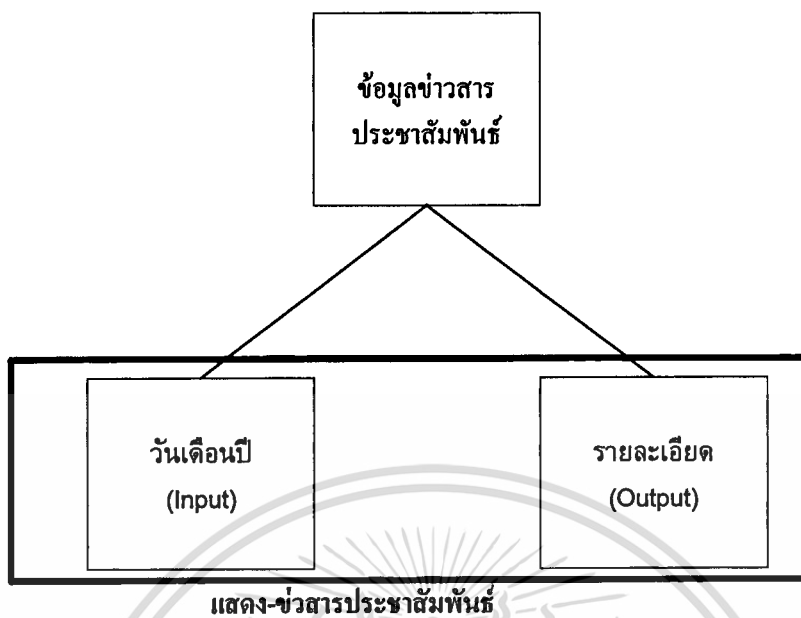 ข้อมูลข่าวสาร
ประชาสัมพันธ์
วันเดือนปี
(Input)
รายละเอียด
(Output)
แสดง-ข่วสารประชาสัมพันธ์